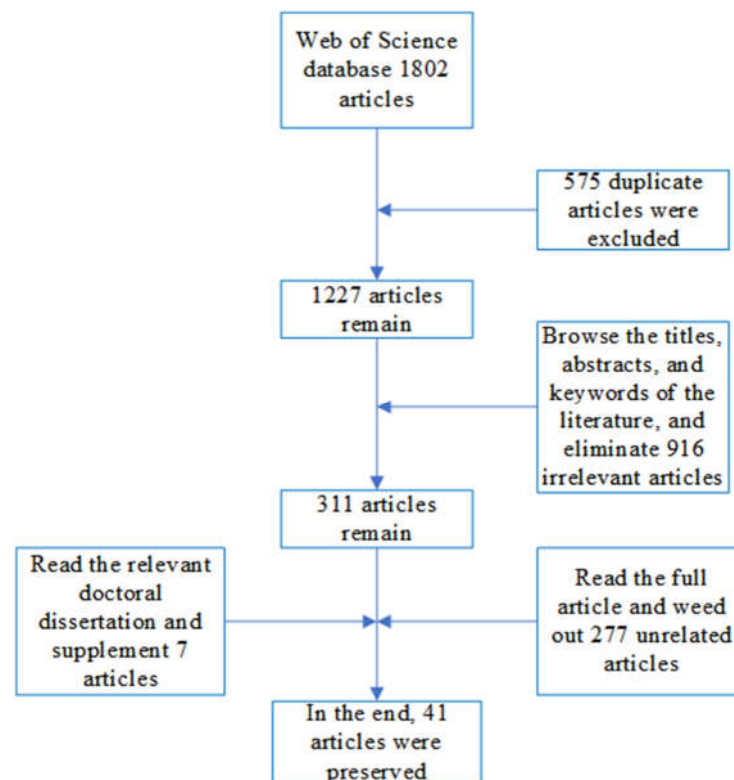 Web of Science
database 1802
articles
575 duplicate
articles were
excluded
1227 articles
remain
Browse the titles,
abstracts, and
keywords of the
literature, and
eliminate 916
irrelevant articles
311 articles
remain
Read the relevant
doctoral
dissertation and
supplement 7
articles
Read the full
article and weed
out 277 unrelated
articles
In the end, 41
articles were
preserved